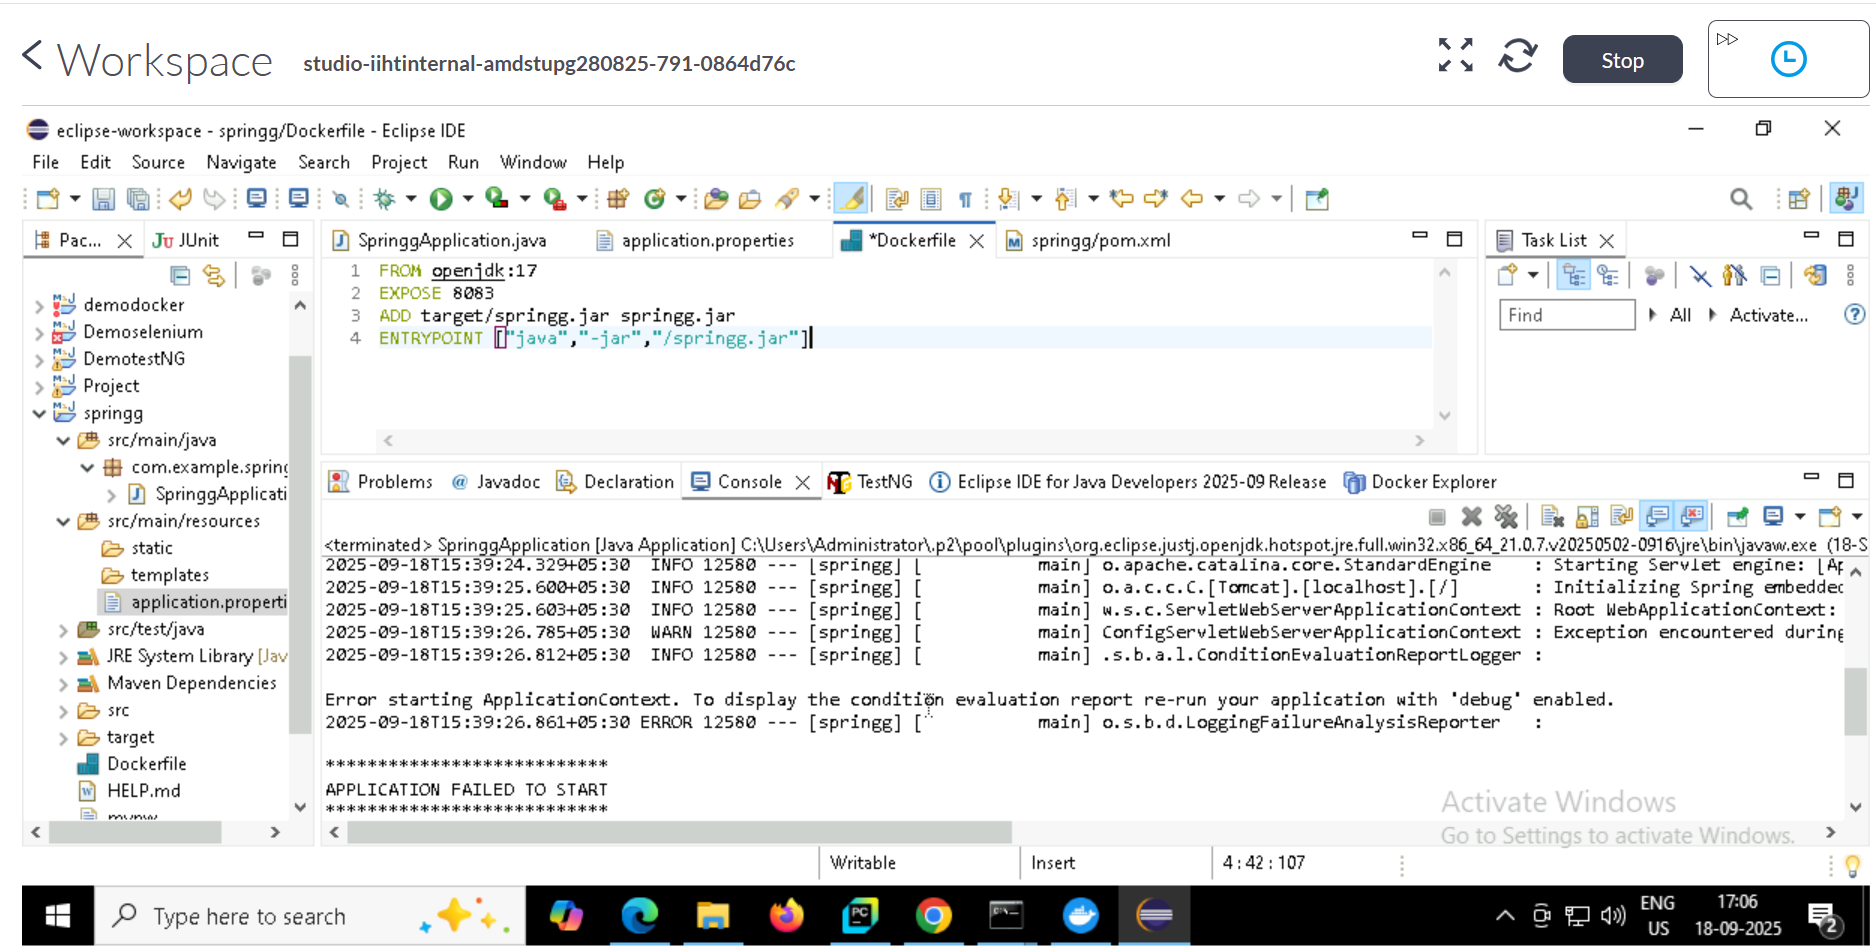 Workspace studio-iihtinternal-amdstupg280825-791-0864d76c
Stop
eclipse-workspace - springg/Dockerfile - Eclipse IDE
File Edit Source Navigate Search Project Run Window Help
Pac... JUnit
demodocker
Demoselenium
DemotestNG
Project
springg
src/main/java
com.example.spring
SpringgApplicati
src/main/resources
static
templates
application.properti
src/test/java
JRE System Library [Jav
Maven Dependencies
src
target
Dockerfile
HELP.md
mvnw
SpringgApplication.java application.properties *Dockerfile springg/pom.xml
1 FROM openjdk:17
2 EXPOSE 8083
3 ADD target/springg.jar springg.jar
4 ENTRYPOINT ["java","-jar","/springg.jar"]
Task List
Find All Activate...
Problems Javadoc Declaration Console TestNG Eclipse IDE for Java Developers 2025-09 Release Docker Explorer
<terminated> SpringgApplication [Java Application] C:\Users\Administrator\.p2\pool\plugins\org.eclipse.justj.openjdk.hotspot.jre.full.win32.x86_64_21.0.7.v20250502-0916\jre\bin\javaw.exe (18-S
2025-09-18T15:39:24.329+05:30 INFO 12580 --- [springg] [ main] o.apache.catalina.core.StandardEngine : Starting Servlet engine: [Ap
2025-09-18T15:39:25.600+05:30 INFO 12580 --- [springg] [ main] o.a.c.c.C.[Tomcat].[localhost].[/] : Initializing Spring embedded
2025-09-18T15:39:25.603+05:30 INFO 12580 --- [springg] [ main] w.s.c.ServletWebServerApplicationContext : Root WebApplicationContext:
2025-09-18T15:39:26.785+05:30 WARN 12580 --- [springg] [ main] ConfigServletWebServerApplicationContext : Exception encountered during
2025-09-18T15:39:26.812+05:30 INFO 12580 --- [springg] [ main] .s.b.a.l.ConditionEvaluationReportLogger :
Error starting ApplicationContext. To display the condition evaluation report re-run your application with 'debug' enabled.
2025-09-18T15:39:26.861+05:30 ERROR 12580 --- [springg] [ main] o.s.b.d.LoggingFailureAnalysisReporter :
***************************
APPLICATION FAILED TO START
***************************
Activate Windows
Go to Settings to activate Windows.
Writable Insert 4:42:107
Type here to search
ENG
US
17:06
18-09-2025
2